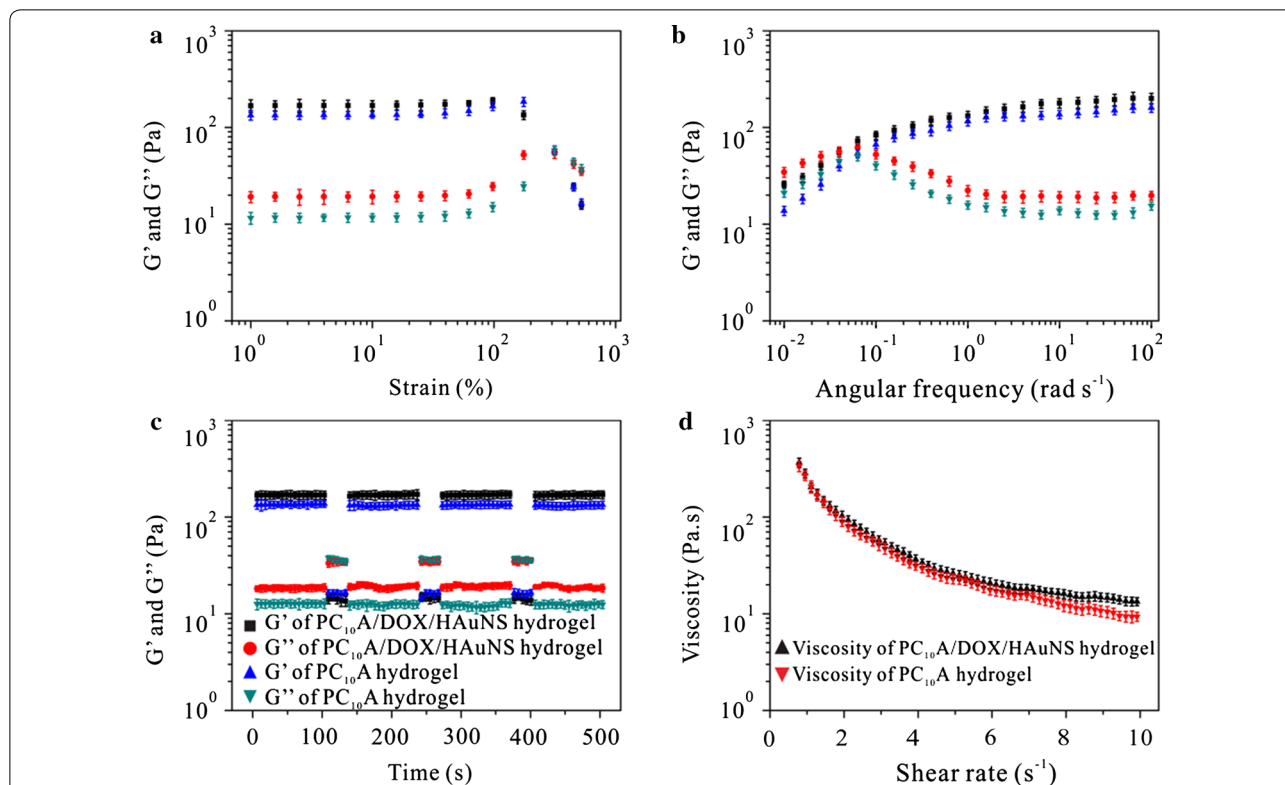 a
10³
10²
10¹
10⁰
G' and G'' (Pa)
10⁰ 10¹ 10² 10³
Strain (%)
b
10³
10²
10¹
10⁰
G' and G'' (Pa)
10⁻² 10⁻¹ 10⁰ 10¹ 10²
Angular frequency (rad s⁻¹)
c
10³
10²
10¹
10⁰
G' and G'' (Pa)
G' of PC₁₀A/DOX/HAuNS hydrogel
G'' of PC₁₀A/DOX/HAuNS hydrogel
G' of PC₁₀A hydrogel
G'' of PC₁₀A hydrogel
0 100 200 300 400 500
Time (s)
d
10³
10²
10¹
10⁰
Viscosity (Pa.s)
Viscosity of PC₁₀A/DOX/HAuNS hydrogel
Viscosity of PC₁₀A hydrogel
0 2 4 6 8 10
Shear rate (s⁻¹)